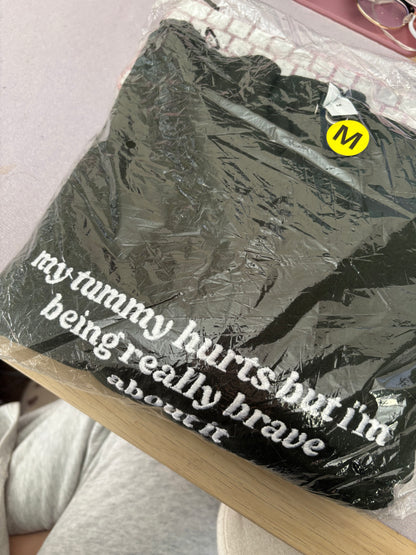 M
my tummy hurts but i'm
being really brave
about it